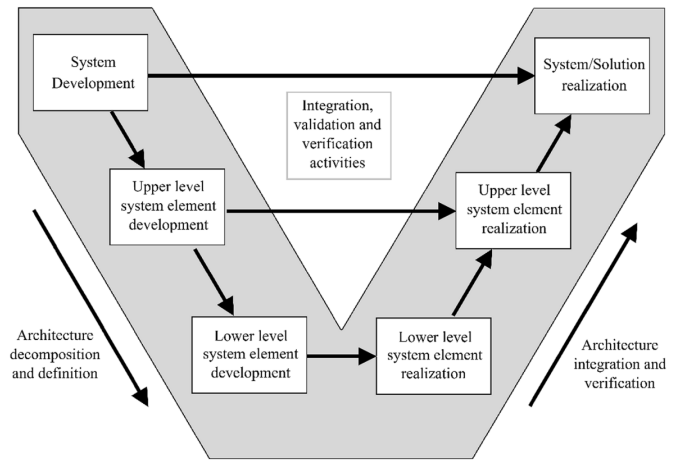 System
Development
System/Solution
realization
Integration,
validation and
verification
activities
Upper level
system element
development
Upper level
system element
realization
Architecture
decomposition
and definition
Lower level
system element
development
Lower level
system element
realization
Architecture
integration and
verification